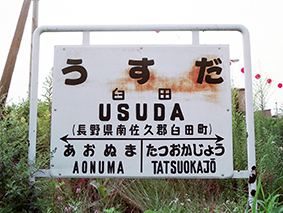 うすだ
臼田
USUDA
(長野県南佐久郡臼田町)
あおぬま たつおかじょう
AONUMA TATSUOKAJŌ